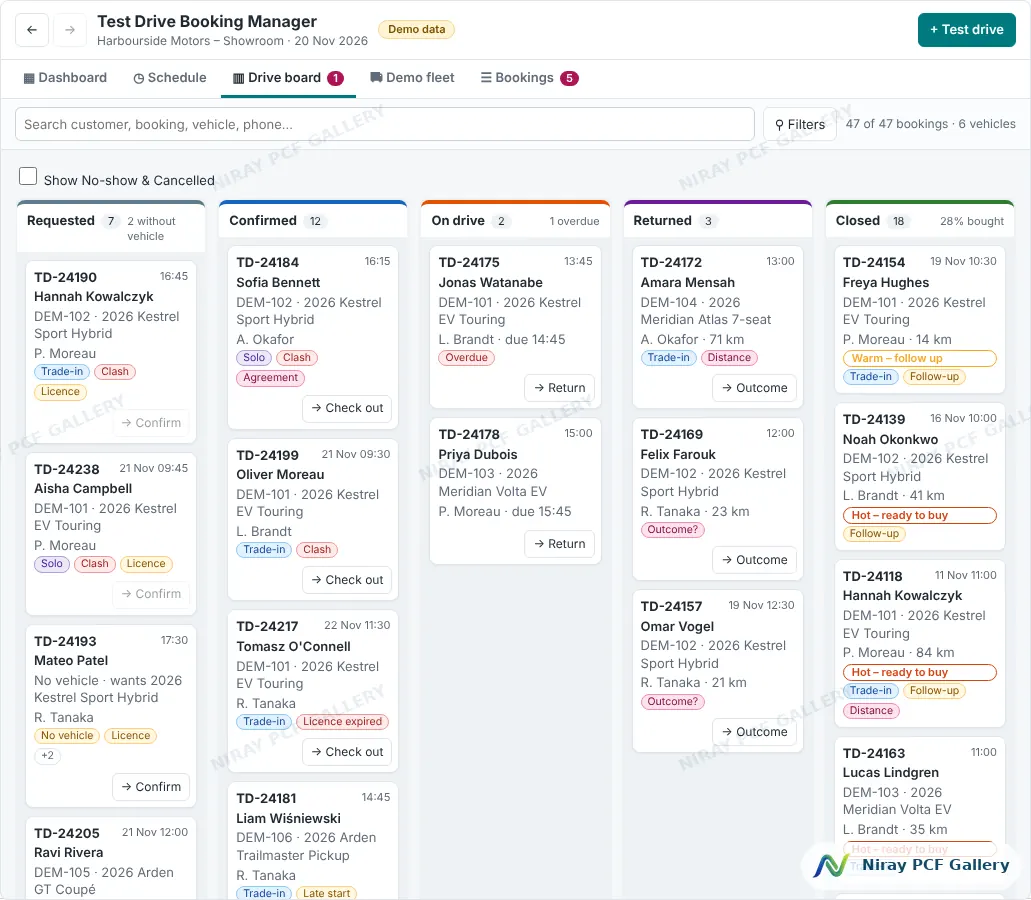 Test Drive Booking Manager
Harbourside Motors – Showroom · 20 Nov 2026
Demo data
+ Test drive
Dashboard
Schedule
Drive board 1
Demo fleet
Bookings 5
Search customer, booking, vehicle, phone...
Filters
47 of 47 bookings · 6 vehicles
Show No-show & Cancelled
Requested 7 2 without vehicle
TD-24190 16:45
Hannah Kowalczyk
DEM-102 · 2026 Kestrel
Sport Hybrid
P. Moreau
Trade-in Clash
Licence
→ Confirm
TD-24238 21 Nov 09:45
Aisha Campbell
DEM-101 · 2026 Kestrel
EV Touring
P. Moreau
Solo Clash Licence
→ Confirm
TD-24193 17:30
Mateo Patel
No vehicle · wants 2026
Kestrel Sport Hybrid
R. Tanaka
No vehicle Licence
+2
→ Confirm
TD-24205 21 Nov 12:00
Ravi Rivera
DEM-105 · 2026 Arden
GT Coupé
Confirmed 12
TD-24184 16:15
Sofia Bennett
DEM-102 · 2026 Kestrel
Sport Hybrid
A. Okafor
Solo Clash
Agreement
→ Check out
TD-24199 21 Nov 09:30
Oliver Moreau
DEM-101 · 2026 Kestrel
EV Touring
L. Brandt
Trade-in Clash
→ Check out
TD-24217 22 Nov 11:30
Tomasz O'Connell
DEM-101 · 2026 Kestrel
EV Touring
R. Tanaka
Trade-in Licence expired
→ Check out
TD-24181 14:45
Liam Wiśniewski
DEM-106 · 2026 Arden
Trailmaster Pickup
R. Tanaka
Trade-in Late start
On drive 2 1 overdue
TD-24175 13:45
Jonas Watanabe
DEM-101 · 2026 Kestrel
EV Touring
L. Brandt · due 14:45
Overdue
→ Return
TD-24178 15:00
Priya Dubois
DEM-103 · 2026
Meridian Volta EV
P. Moreau · due 15:45
→ Return
Returned 3
TD-24172 13:00
Amara Mensah
DEM-104 · 2026
Meridian Atlas 7-seat
A. Okafor · 71 km
Trade-in Distance
→ Outcome
TD-24169 12:00
Felix Farouk
DEM-102 · 2026 Kestrel
Sport Hybrid
R. Tanaka · 23 km
Outcome?
→ Outcome
TD-24157 19 Nov 12:30
Omar Vogel
DEM-102 · 2026 Kestrel
Sport Hybrid
R. Tanaka · 21 km
Outcome?
→ Outcome
Closed 18 28% bought
TD-24154 19 Nov 10:30
Freya Hughes
DEM-101 · 2026 Kestrel
EV Touring
P. Moreau · 14 km
Warm – follow up
Trade-in Follow-up
TD-24139 16 Nov 10:00
Noah Okonkwo
DEM-102 · 2026 Kestrel
Sport Hybrid
L. Brandt · 41 km
Hot – ready to buy
Follow-up
TD-24118 11 Nov 11:00
Hannah Kowalczyk
DEM-101 · 2026 Kestrel
EV Touring
P. Moreau · 84 km
Hot – ready to buy
Trade-in Follow-up
Distance
TD-24163 11:00
Lucas Lindgren
DEM-103 · 2026
Meridian Volta EV
L. Brandt · 35 km
Hot – ready to buy
Niray PCF Gallery
NIRAY PCF GALLERY